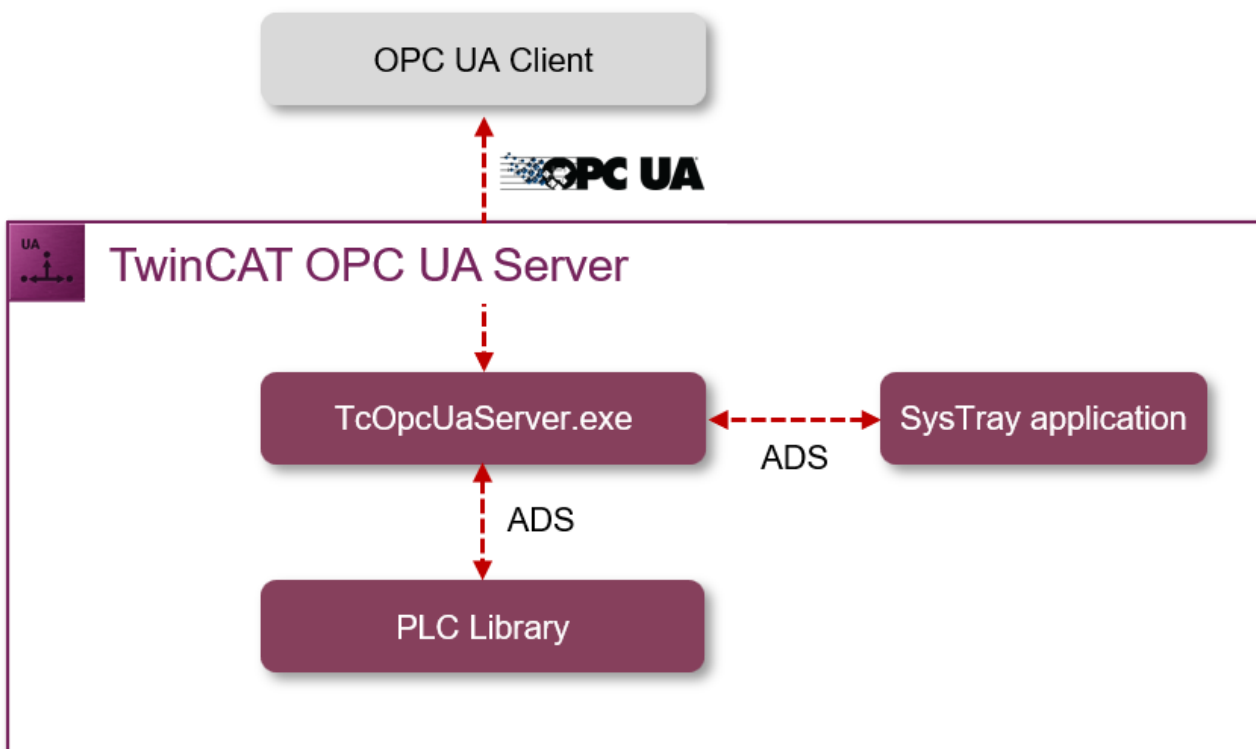 OPC UA Client
OPC UA
UA
TwinCAT OPC UA Server
TcOpcUaServer.exe
SysTray application
ADS
ADS
PLC Library